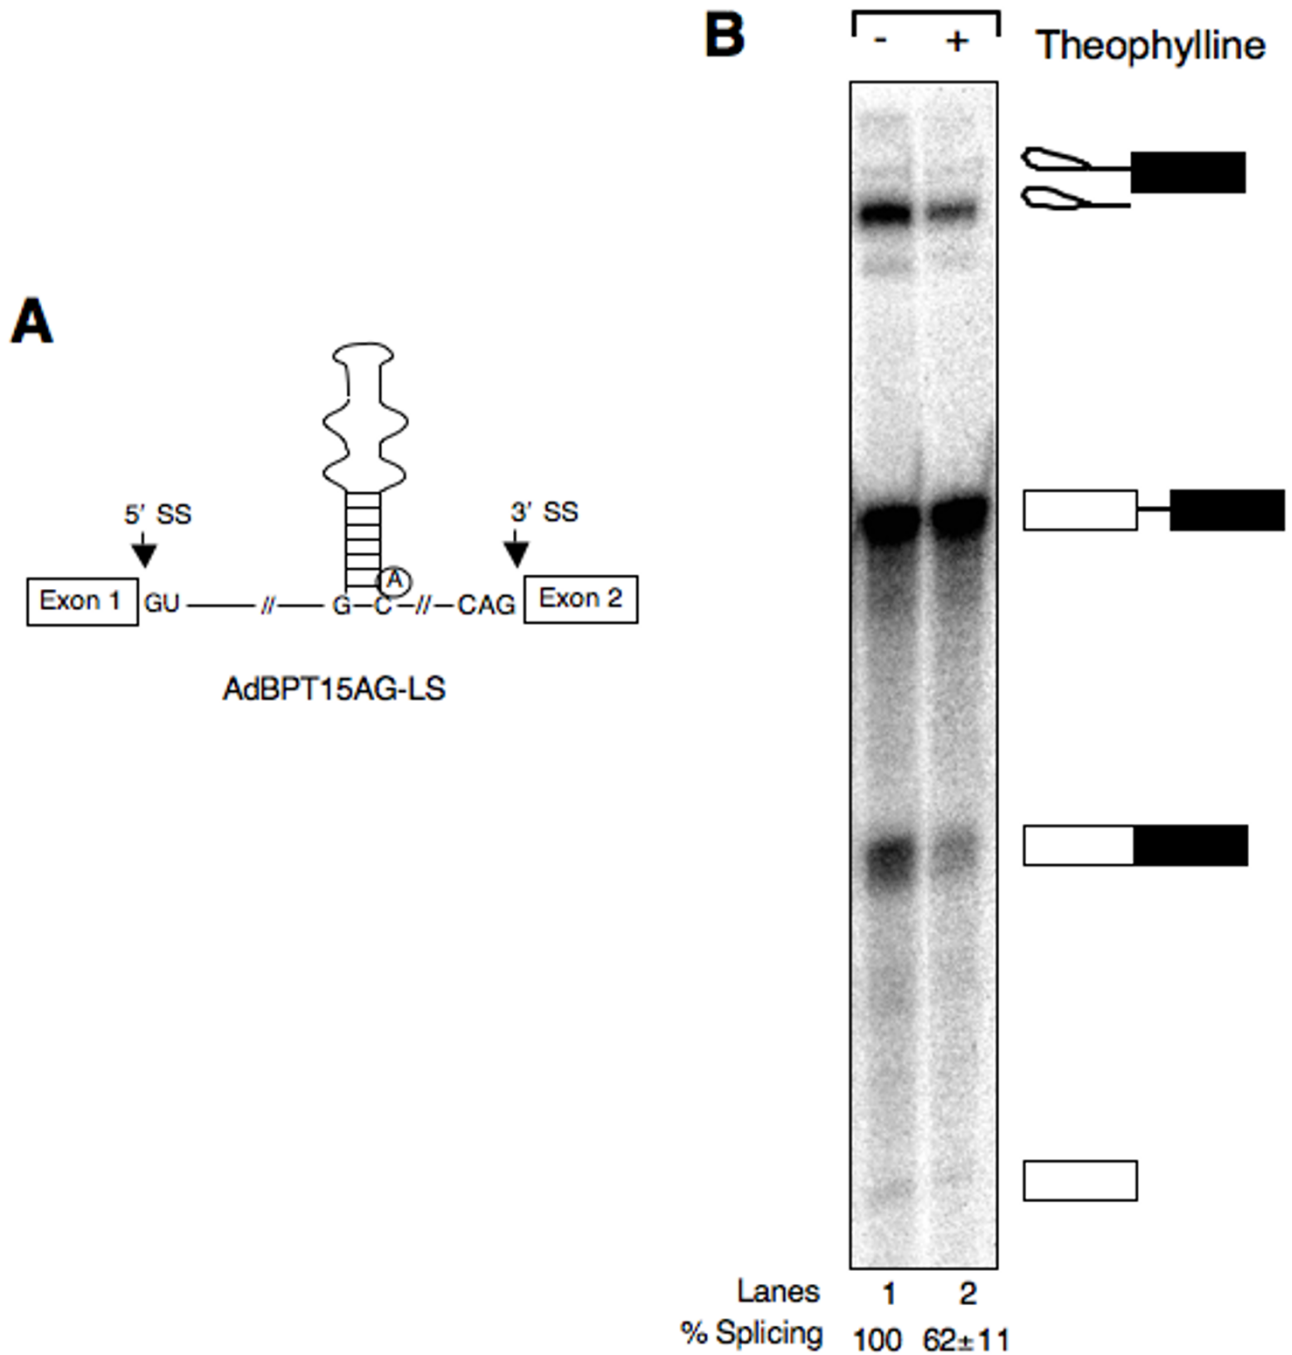 B
- + Theophylline
A
5' SS
3' SS
Exon 1 GU // G C A // CAG Exon 2
AdBPT15AG-LS
Lanes 1 2
% Splicing 100 62±11